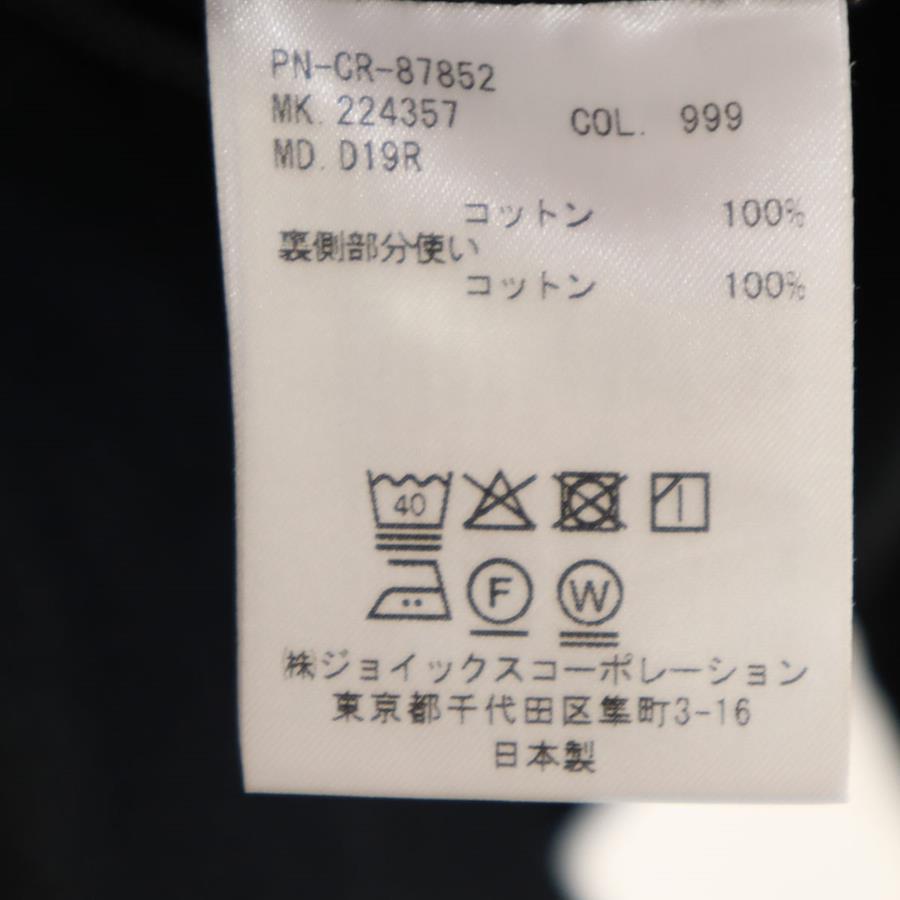 PN-CR-87852
MK. 224357 COL. 999
MD. D19R
コットン 100%
裏側部分使い
コットン 100%
40
F W
㈱ジョイックスコーポレーション
東京都千代田区隼町3-16
日本製